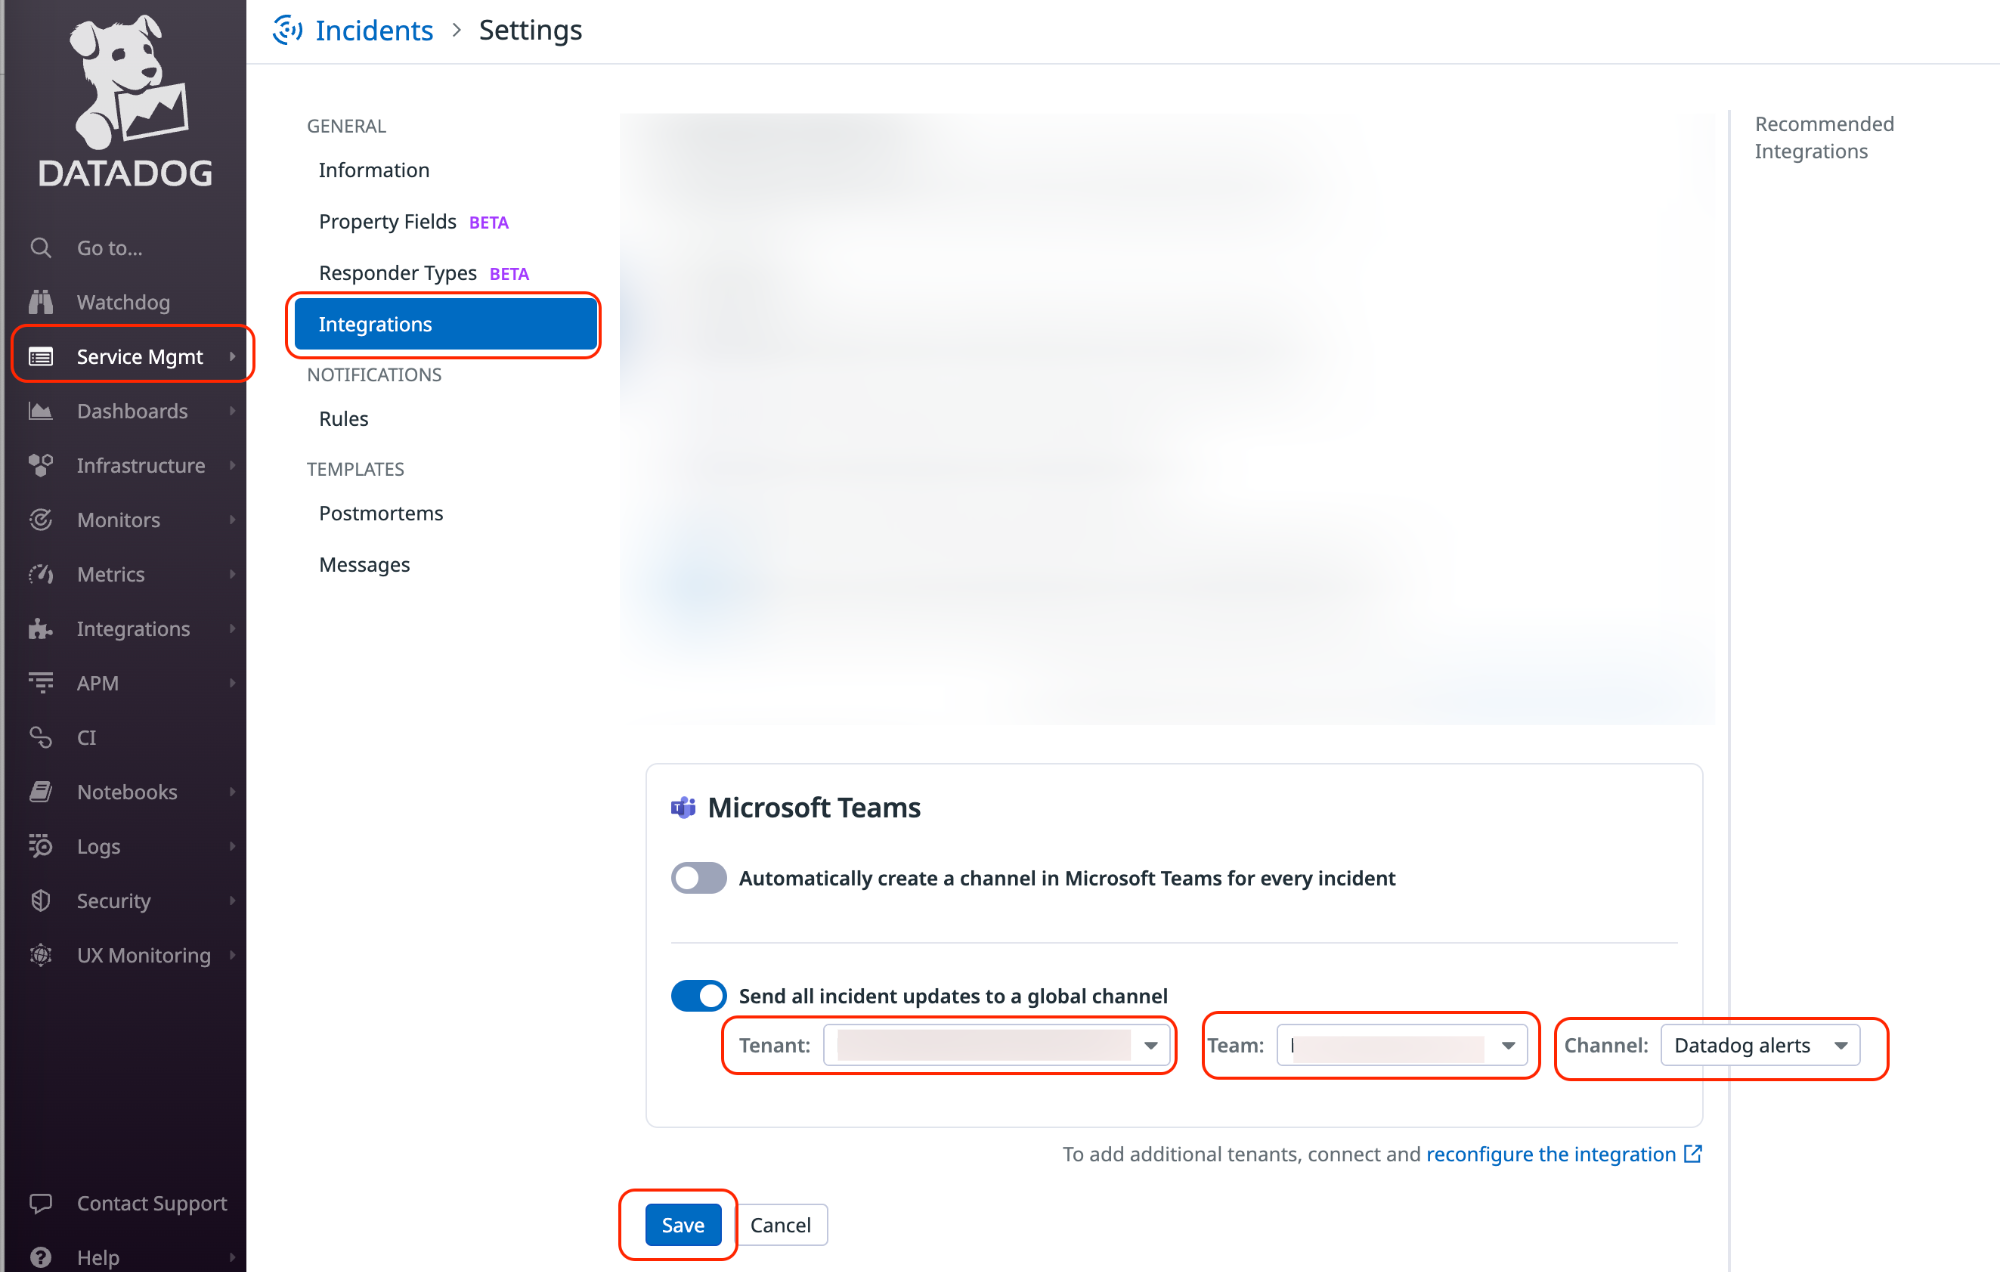 DATADOG
Go to...
Watchdog
Service Mgmt
Dashboards
Infrastructure
Monitors
Metrics
Integrations
APM
CI
Notebooks
Logs
Security
UX Monitoring
Contact Support
Help
Incidents > Settings
GENERAL
Information
Property Fields BETA
Responder Types BETA
Integrations
NOTIFICATIONS
Rules
TEMPLATES
Postmortems
Messages
Microsoft Teams
Automatically create a channel in Microsoft Teams for every incident
Send all incident updates to a global channel
Tenant: Team: Channel: Datadog alerts
To add additional tenants, connect and reconfigure the integration
Save Cancel
Recommended
Integrations